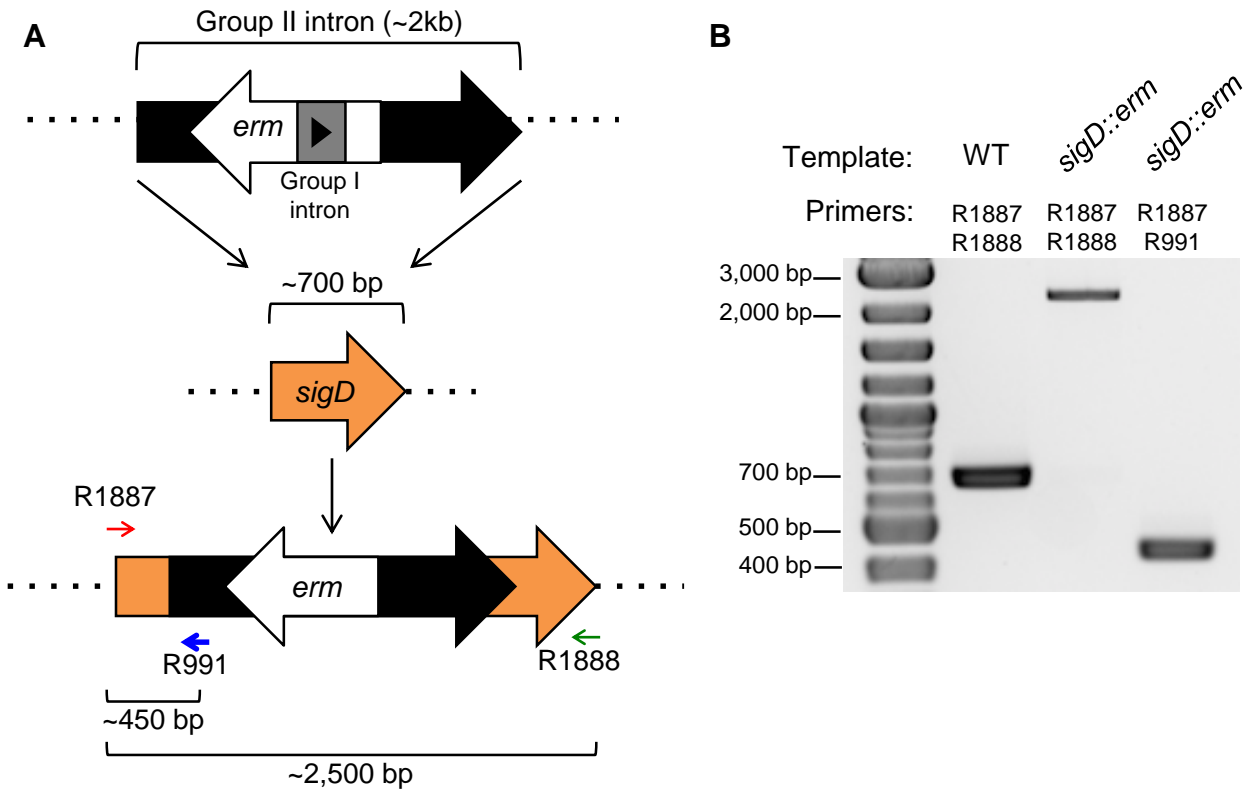 A
Group II intron (~2kb)
erm
Group I
intron
~700 bp
sigD
R1887
erm
R991
R1888
~450 bp
~2,500 bp
B
Template: WT sigD::erm sigD::erm
Primers: R1887 R1887 R1887
R1888 R1888 R991
3,000 bp
2,000 bp
700 bp
500 bp
400 bp